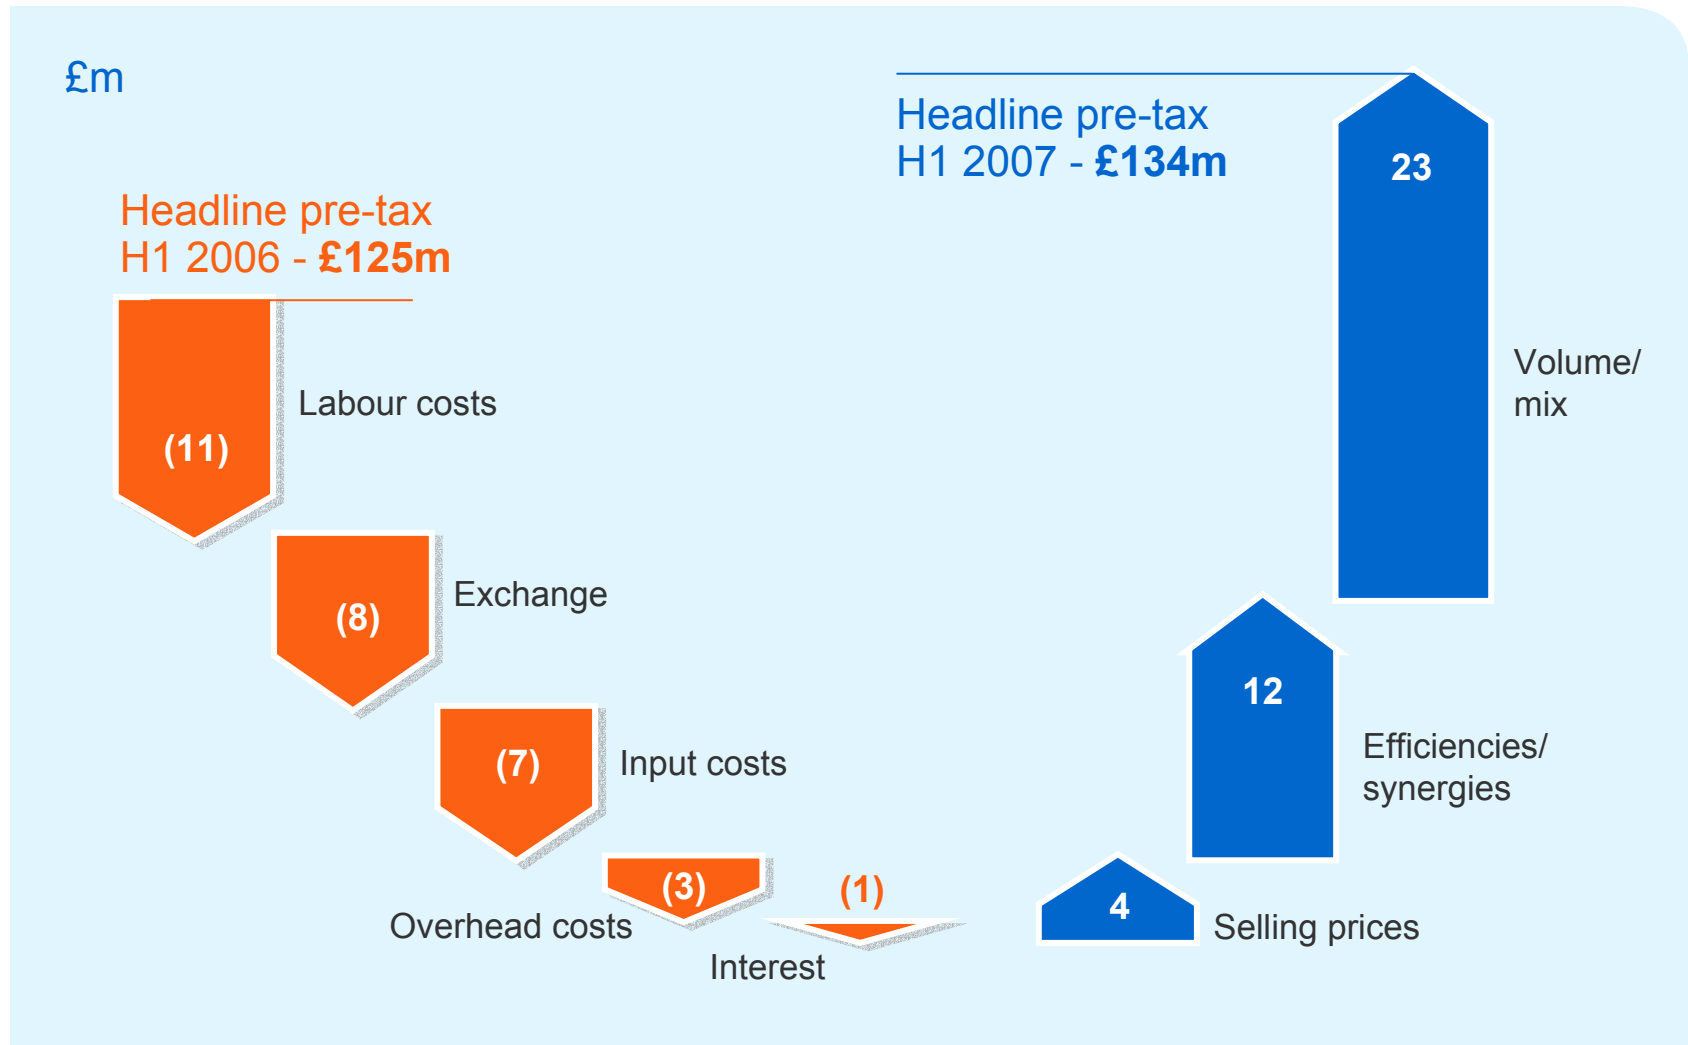 £m
Headline pre-tax
H1 2007 - £134m
23
Headline pre-tax
H1 2006 - £125m
Volume/
mix
Labour costs
(11)
Exchange
(8)
12
Input costs
(7)
Efficiencies/
synergies
(3)
(1)
4
Overhead costs
Selling prices
Interest